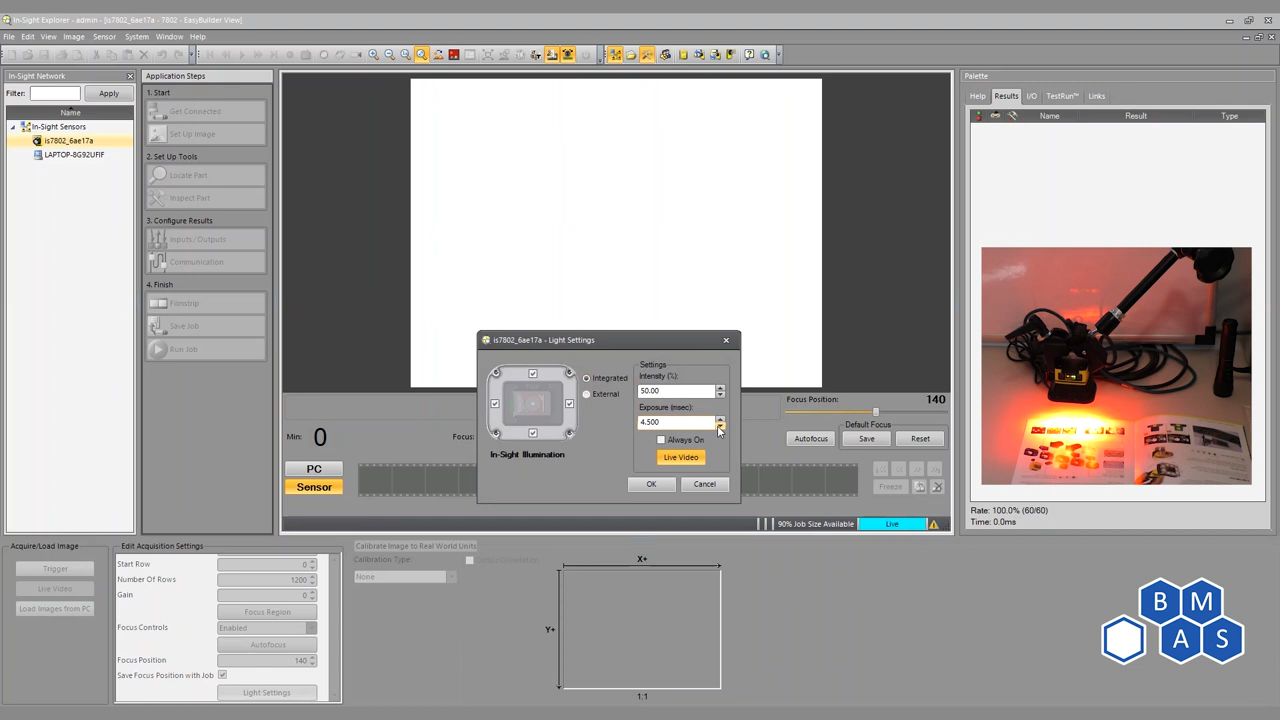 In-Sight Explorer - admin - [is7802_6ae17a - 7802 - EasyBuilder View]
File Edit View Image Sensor System Window Help
In-Sight Network
Filter: Apply
Name
In-Sight Sensors
is7802_6ae17a
LAPTOP-8G92UFIF
Application Steps
1. Start
Get Connected
Set Up Image
2. Set Up Tools
Locate Part
Inspect Part
3. Configure Results
Inputs / Outputs
Communication
4. Finish
Filmstrip
Save Job
Run Job
is7802_6ae17a - Light Settings
Integrated
External
In-Sight Illumination
Settings
Intensity (%):
50.00
Exposure (msec):
4.500
Always On
Live Video
OK Cancel
Min: 0 Focus:
PC
Sensor
Focus Position: 140
Default Focus
Autofocus Save Reset
Freeze
90% Job Size Available Live
Palette
Help Results I/O TestRun™ Links
Name Result Type
Rate: 100.0% (60/60)
Time: 0.0ms
Acquire/Load Image
Trigger
Live Video
Load Images from PC
Edit Acquisition Settings
Start Row 0
Number Of Rows 1200
Gain 0
Focus Region
Focus Controls Enabled
Autofocus
Focus Position 140
Save Focus Position with Job
Light Settings
Calibrate Image to Real World Units
Calibration Type:
None
X+
Y+
1:1
B M
A S